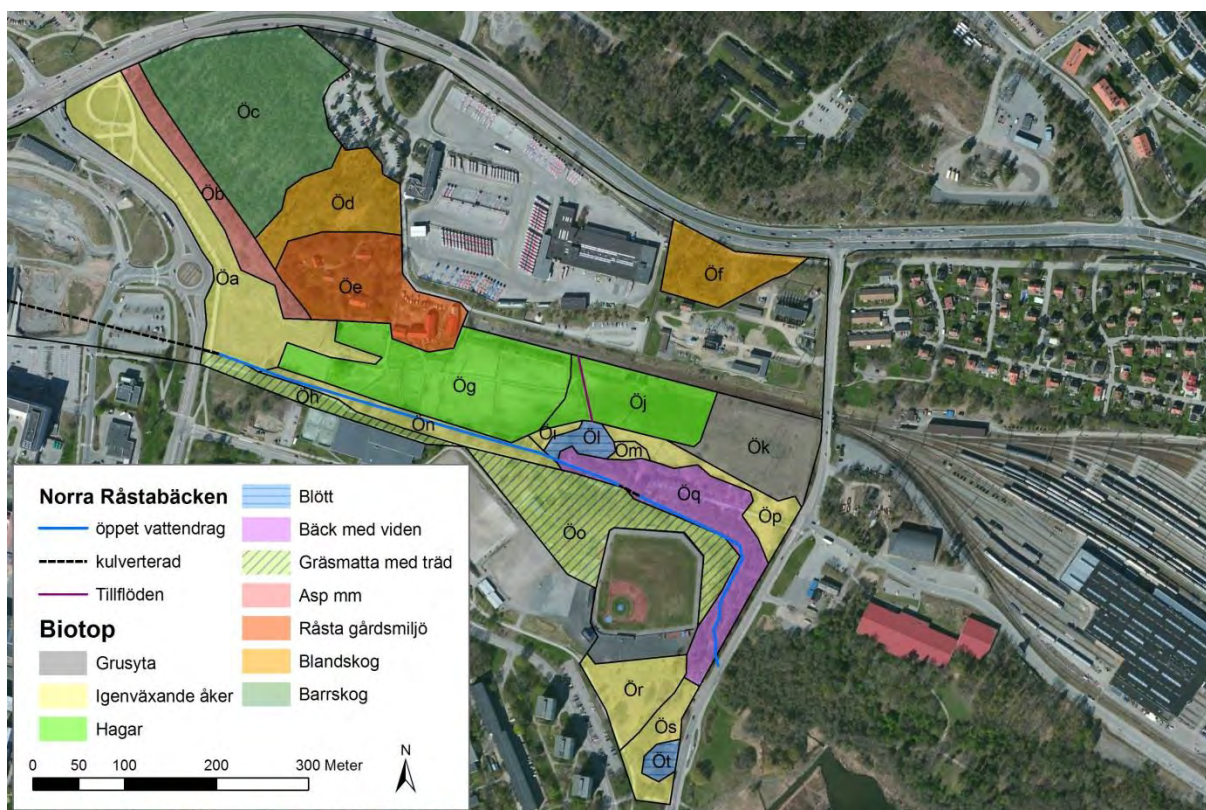 Öc
Öb
Öd
Öa
Öe
Öf
Ög
Öj
Öh
Ön
Öi
Öl
Öm
Ök
Öq
Öp
Öo
Ör
Ös
Öt
Norra Råstabäcken
öppet vattendrag
kulverterad
Tillflöden
Biotop
Grusyta
Igenväxande åker
Hagar
Blött
Bäck med viden
Gräsmatta med träd
Asp mm
Råsta gårdsmiljö
Blandskog
Barrskog
N
0 50 100 200 300 Meter